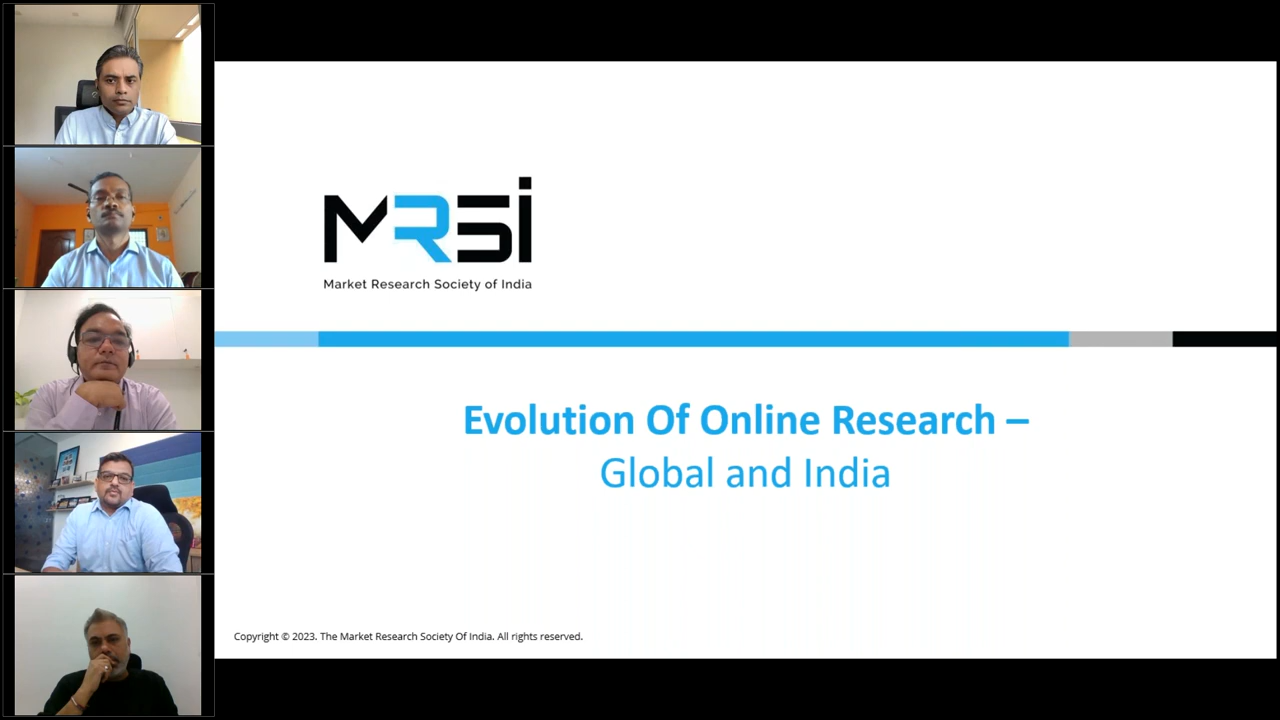 MRSI
Market Research Society of India
Evolution Of Online Research –
Global and India
Copyright © 2023. The Market Research Society Of India. All rights reserved.